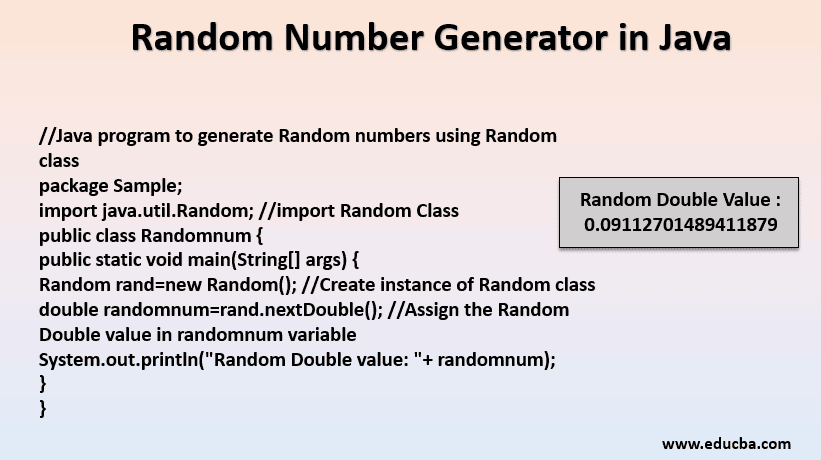 Random Number Generator in Java
//Java program to generate Random numbers using Random
class
package Sample;
import java.util.Random; //import Random Class
public class Randomnum {
public static void main(String[] args) {
Random rand=new Random(); //Create instance of Random class
double randomnum=rand.nextDouble(); //Assign the Random
Double value in randomnum variable
System.out.println("Random Double value: "+ randomnum);
}
}
Random Double Value :
0.09112701489411879
www.educba.com